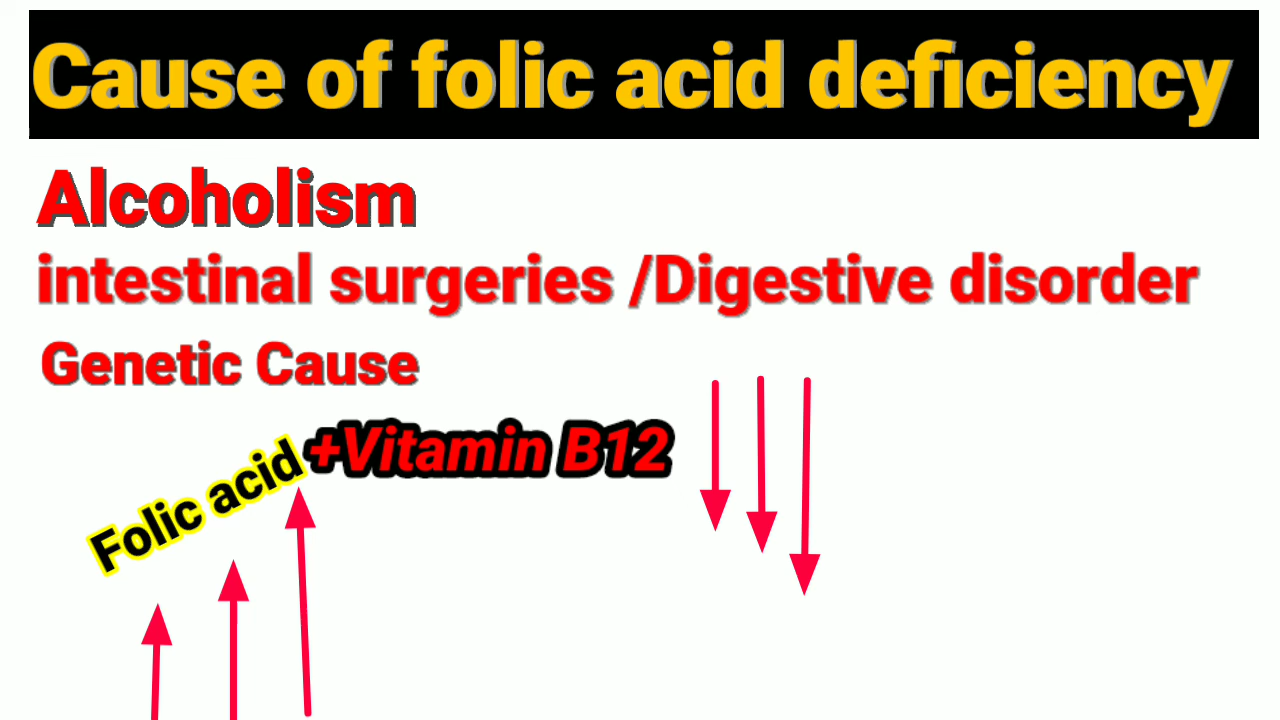 Cause of folic acid deficiency
Alcoholism
intestinal surgeries /Digestive disorder
Genetic Cause
Folic acid +Vitamin B12